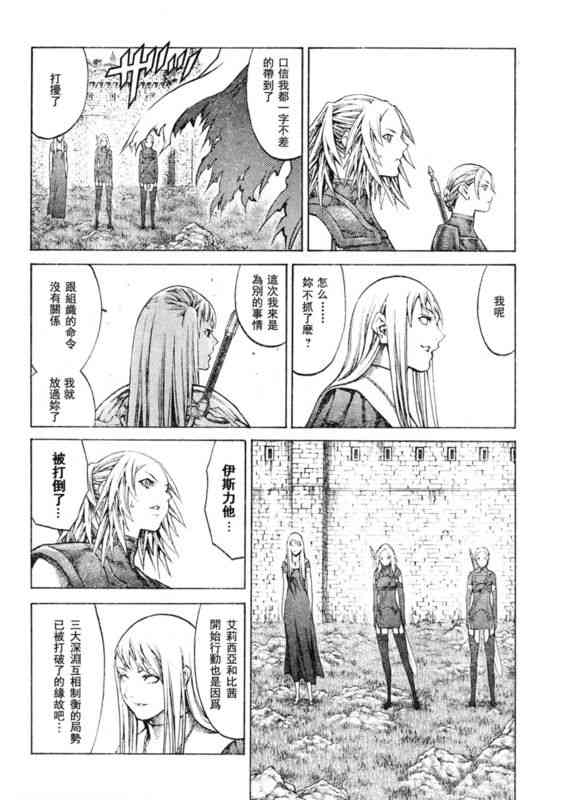 口信我都一字不差
的帶到了
打擾了
我呢
怎么……
妳不抓了麽?
這次我來是
為別的事情
跟組織的命令
沒有關係
我就
放過妳了
伊斯力他…
被打倒了…
艾莉西亞和比茜
開始行動也是因爲
三大深淵互相制衡的局勢
已被打破了的緣故吧…